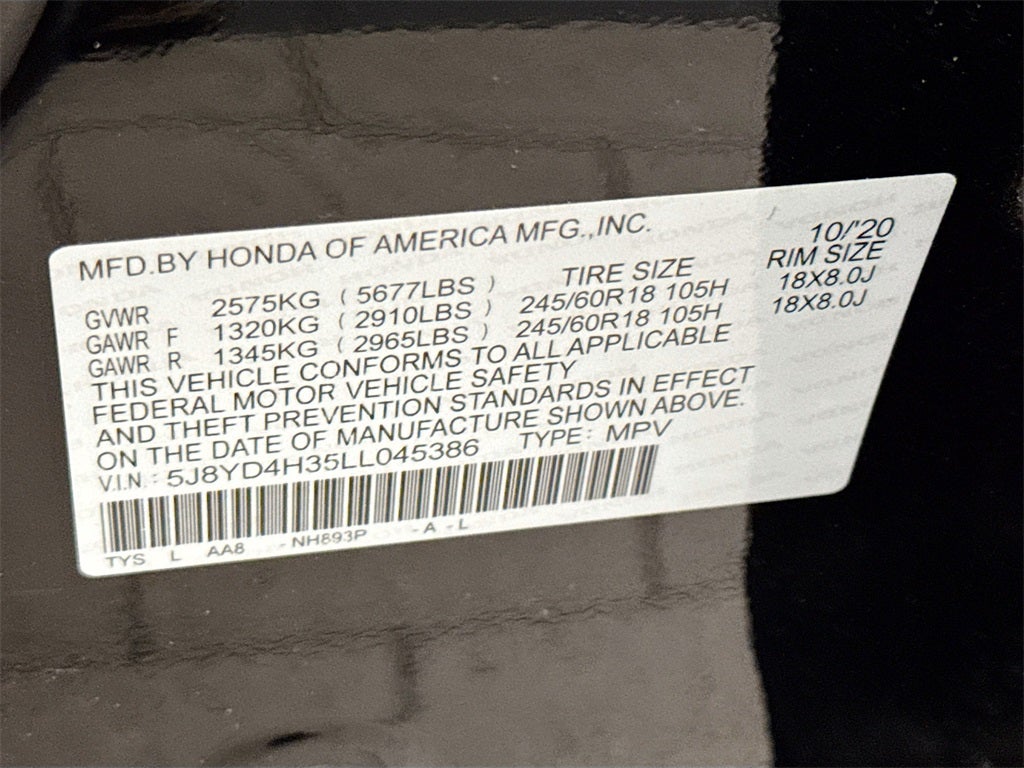 MFD.BY HONDA OF AMERICA MFG.,INC. 10/'20
TIRE SIZE RIM SIZE
GVWR 2575KG ( 5677LBS )
GAWR F 1320KG ( 2910LBS ) 245/60R18 105H 18X8.0J
GAWR R 1345KG ( 2965LBS ) 245/60R18 105H 18X8.0J
THIS VEHICLE CONFORMS TO ALL APPLICABLE
FEDERAL MOTOR VEHICLE SAFETY
AND THEFT PREVENTION STANDARDS IN EFFECT
ON THE DATE OF MANUFACTURE SHOWN ABOVE.
V.I.N. : 5J8YD4H35LL045386 TYPE: MPV
TYS L AA8 - NH893P - A - L